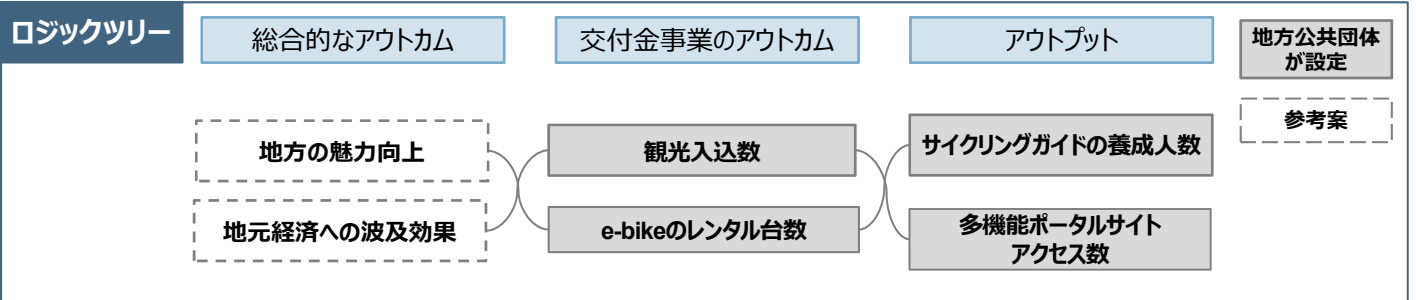 ロジックツリー
総合的なアウトカム
交付金事業のアウトカム
アウトプット
地方公共団体
が設定
参考案
地方の魅力向上
観光入込数
サイクリングガイドの養成人数
地元経済への波及効果
e-bikeのレンタル台数
多機能ポータルサイト
アクセス数